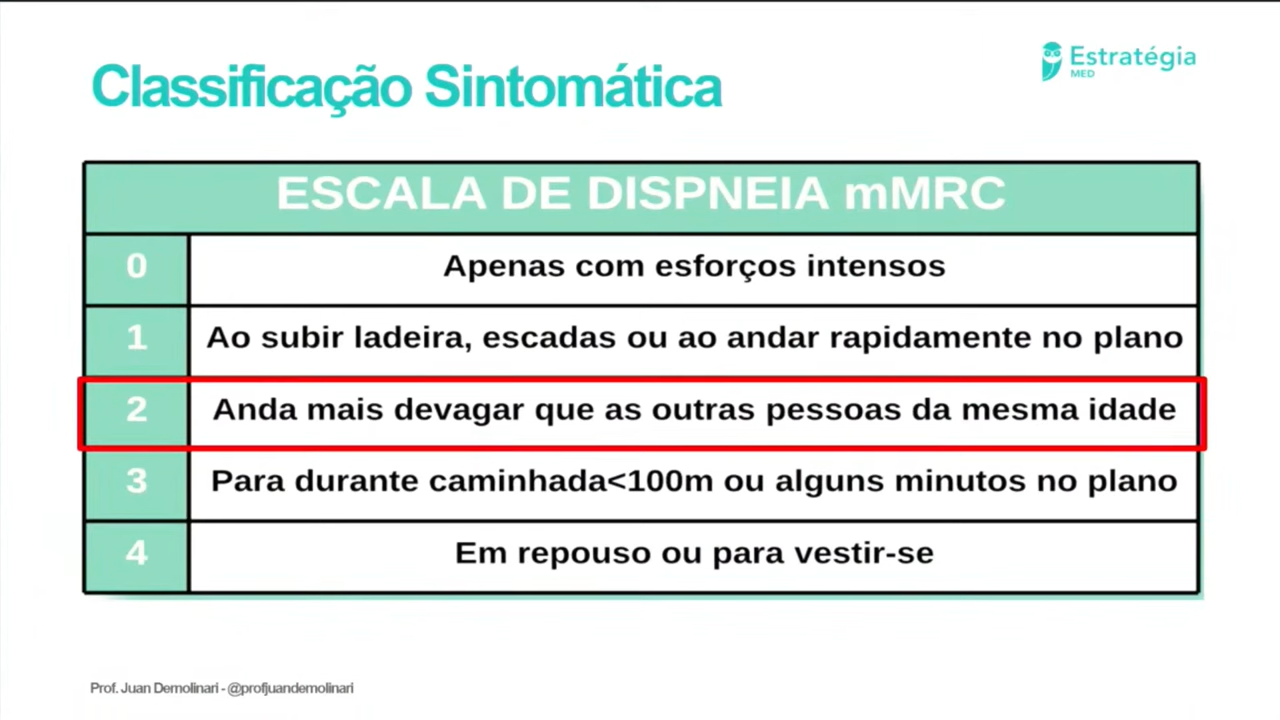 Classificação Sintomática
Estratégia
MED
ESCALA DE DISPNEIA mMRC
0 Apenas com esforços intensos
1 Ao subir ladeira, escadas ou ao andar rapidamente no plano
2 Anda mais devagar que as outras pessoas da mesma idade
3 Para durante caminhada<100m ou alguns minutos no plano
4 Em repouso ou para vestir-se
Prof. Juan Demolinari - @profjuandemolinari